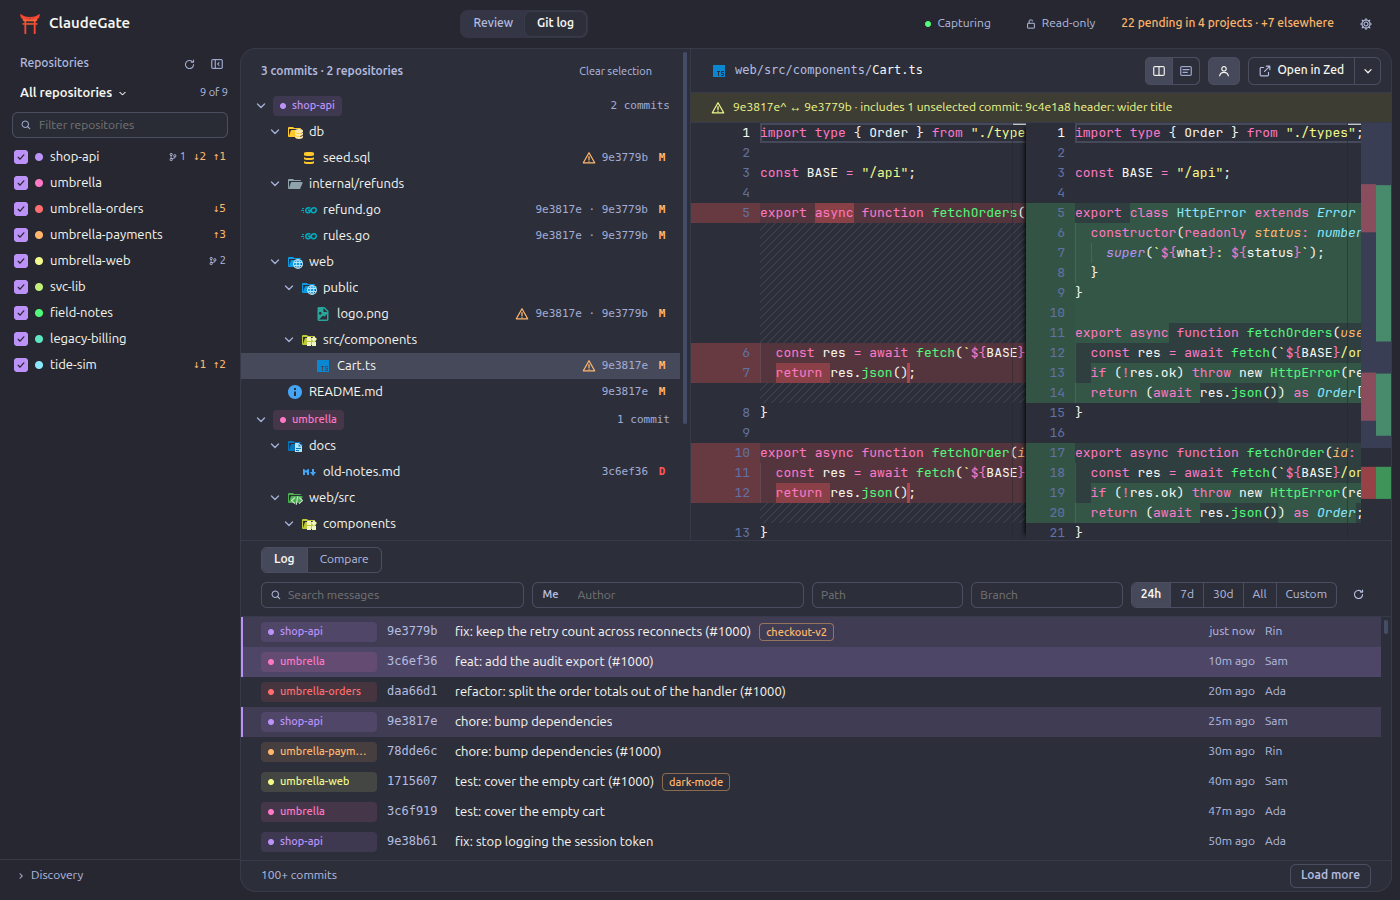 ClaudeGate
Review
Git log
Capturing
Read-only
22 pending in 4 projects · +7 elsewhere
Repositories
All repositories
9 of 9
Filter repositories
shop-api 1 ↓2 ↑1
umbrella
umbrella-orders ↓5
umbrella-payments ↑3
umbrella-web 2
svc-lib
field-notes
legacy-billing
tide-sim ↓1 ↑2
Discovery
3 commits · 2 repositories
Clear selection
shop-api 2 commits
db
seed.sql 9e3779b M
internal/refunds
refund.go 9e3817e · 9e3779b M
rules.go 9e3817e · 9e3779b M
web
public
logo.png 9e3817e · 9e3779b M
src/components
Cart.ts 9e3817e M
README.md 9e3817e M
umbrella 1 commit
docs
old-notes.md 3c6ef36 D
web/src
components
web/src/components/Cart.ts
Open in Zed
9e3817e^ ↔ 9e3779b · includes 1 unselected commit: 9c4e1a8 header: wider title
1 import type { Order } from "./type
2
3 const BASE = "/api";
4
5 export async function fetchOrders(
6 const res = await fetch(`${BASE}
7 return res.json();
8 }
9
10 export async function fetchOrder(i
11 const res = await fetch(`${BASE}
12 return res.json();
13 }
1 import type { Order } from "./types";
2
3 const BASE = "/api";
4
5 export class HttpError extends Error
6 constructor(readonly status: number
7 super(`${what}: ${status}`);
8 }
9 }
10
11 export async function fetchOrders(use
12 const res = await fetch(`${BASE}/or
13 if (!res.ok) throw new HttpError(re
14 return (await res.json()) as Order[
15 }
16
17 export async function fetchOrder(id:
18 const res = await fetch(`${BASE}/or
19 if (!res.ok) throw new HttpError(re
20 return (await res.json()) as Order;
21 }
Log
Compare
Search messages
Me
Author
Path
Branch
24h
7d
30d
All
Custom
shop-api 9e3779b fix: keep the retry count across reconnects (#1000) checkout-v2 just now Rin
umbrella 3c6ef36 feat: add the audit export (#1000) 10m ago Sam
umbrella-orders daa66d1 refactor: split the order totals out of the handler (#1000) 20m ago Ada
shop-api 9e3817e chore: bump dependencies 25m ago Sam
umbrella-paym... 78dde6c chore: bump dependencies (#1000) 30m ago Rin
umbrella-web 1715607 test: cover the empty cart (#1000) dark-mode 40m ago Sam
umbrella 3c6f919 test: cover the empty cart 47m ago Ada
shop-api 9e38b61 fix: stop logging the session token 50m ago Ada
100+ commits
Load more